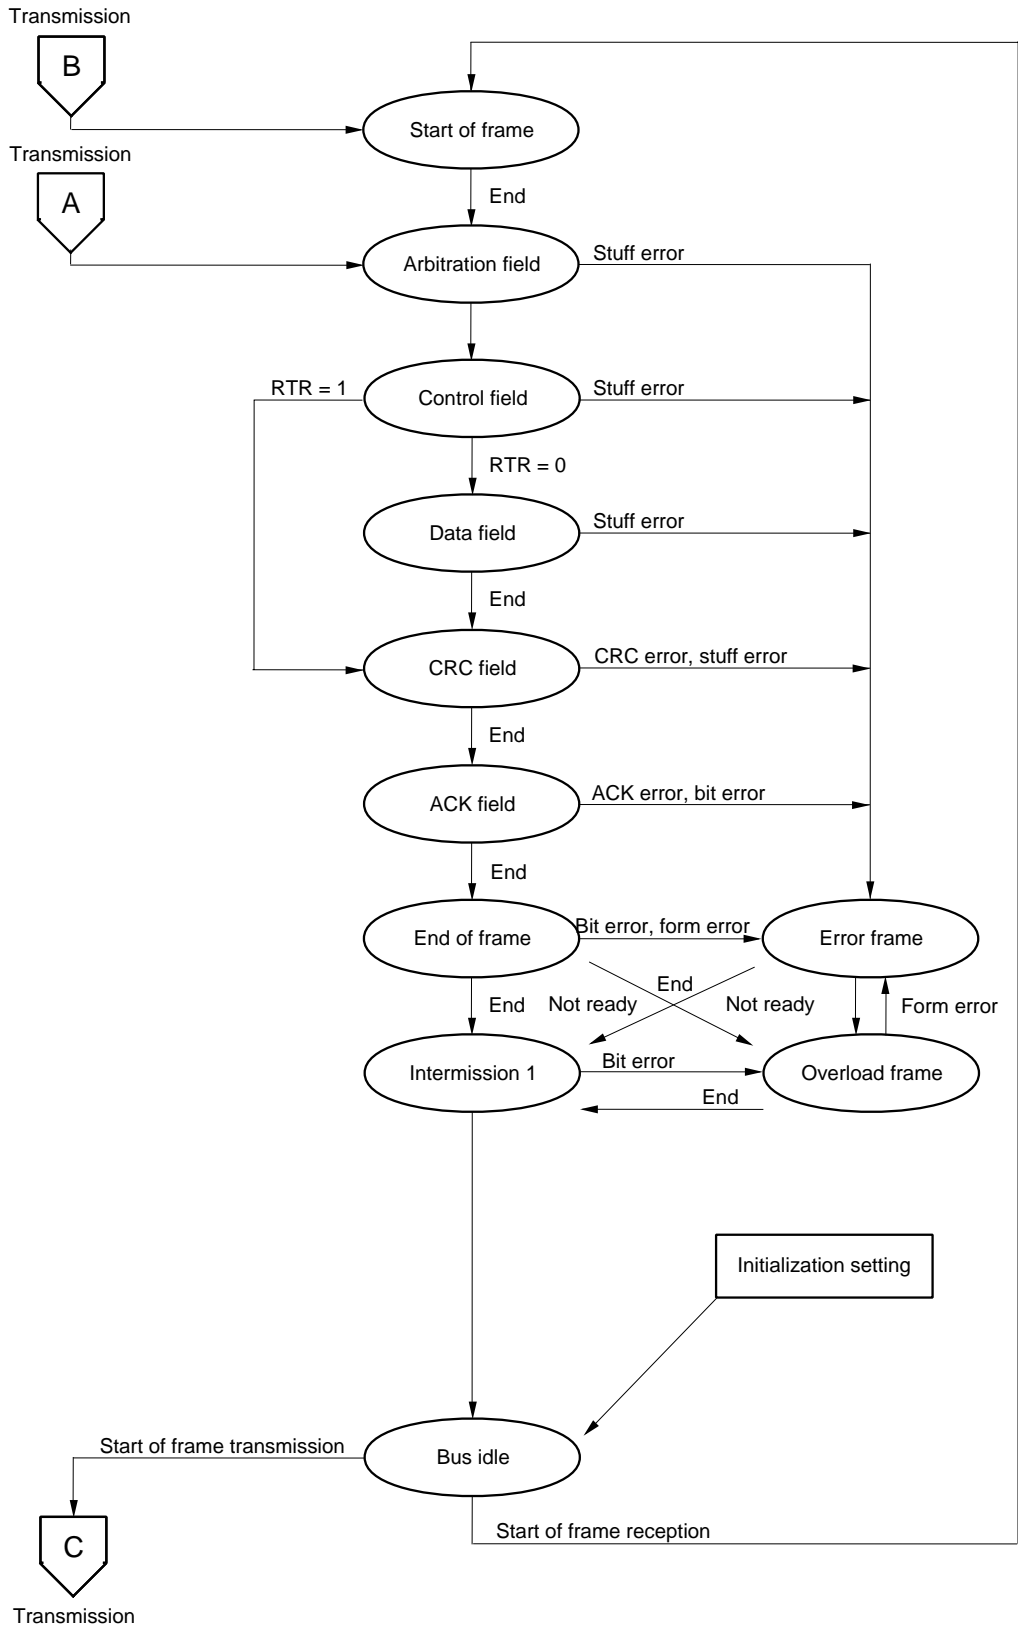 Transmission
B
Start of frame
Transmission
End
A
Arbitration field
Stuff error
RTR = 1
Control field
Stuff error
RTR = 0
Data field
Stuff error
End
CRC field
CRC error, stuff error
End
ACK field
ACK error, bit error
End
End of frame
Bit error, form error
Error frame
End
End
Not ready
Not ready
Form error
Intermission 1
Bit error
Overload frame
End
Initialization setting
Start of frame transmission
Bus idle
Start of frame reception
C
Transmission